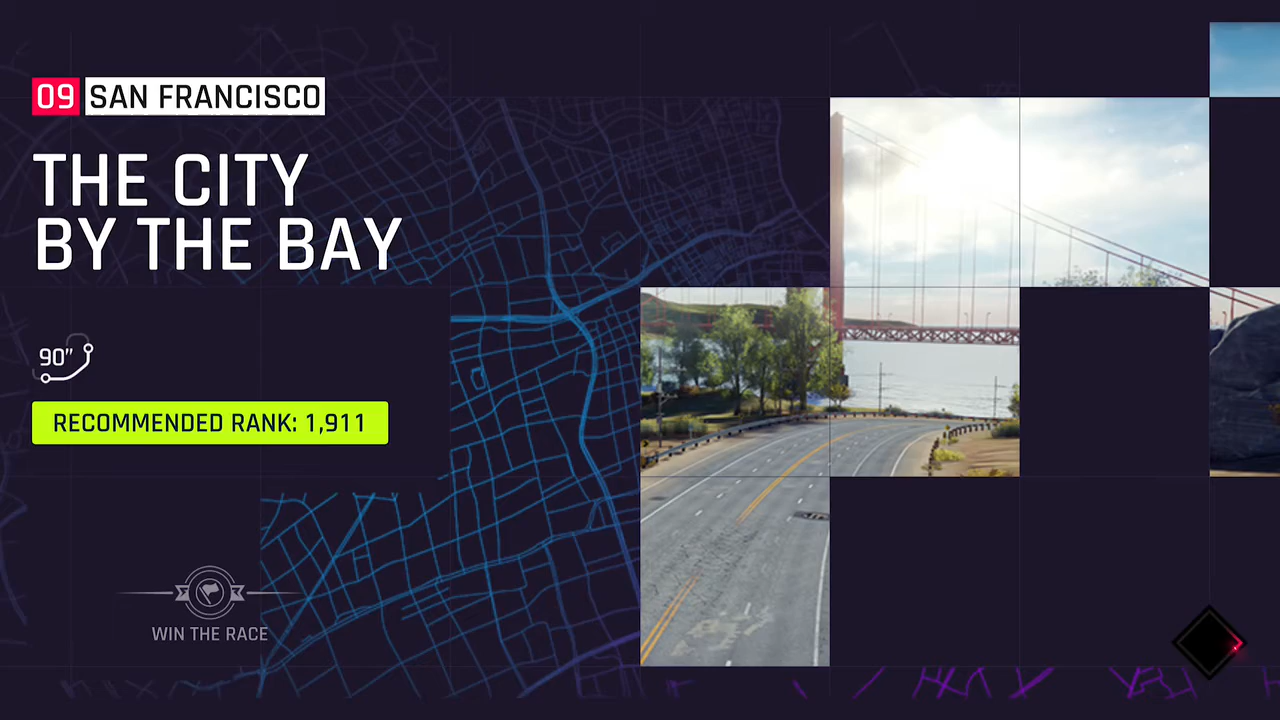 09 SAN FRANCISCO
THE CITY
BY THE BAY
90”
RECOMMENDED RANK: 1,911
WIN THE RACE